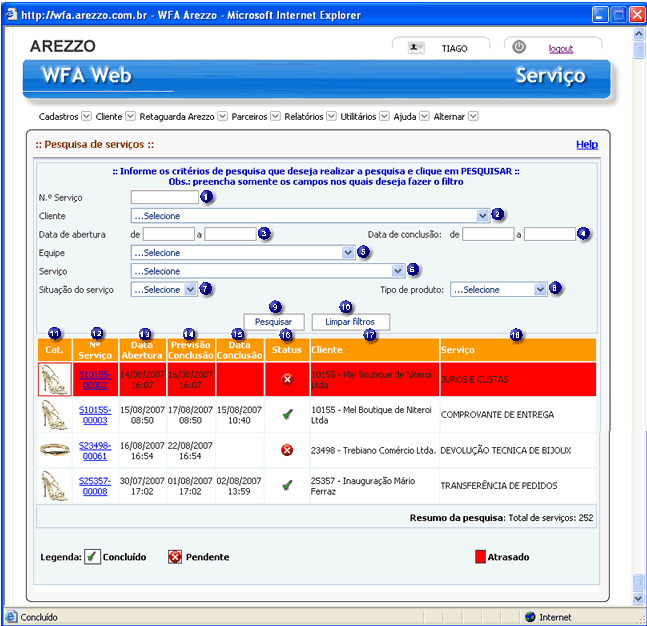 http://wfa.arezzo.com.br - WFA Arezzo - Microsoft Internet Explorer
AREZZO TIAGO logout
WFA Web Serviço
Cadastros Cliente Retaguarda Arezzo Parceiros Relatórios Utilitários Ajuda Alternar
:: Pesquisa de serviços :: Help
:: Informe os critérios de pesquisa que deseja realizar a pesquisa e clique em PESQUISAR ::
Obs.: preencha somente os campos nos quais deseja fazer o filtro
N.º Serviço 1
Cliente ...Selecione 2
Data de abertura de a 3 Data de conclusão: de a 4
Equipe ...Selecione 5
Serviço ...Selecione 6
Situação do serviço ...Selecione 7 Tipo de produto: ...Selecione 8
9 10
Pesquisar Limpar filtros
11 12 13 14 15 16 17 18
Cat. Nº Serviço Data Abertura Previsão Conclusão Data Conclusão Status Cliente Serviço
S10155-00002 14/08/2007 16:07 16/08/2007 16:07 10155 - Mel Boutique de Niteroi Ltda JUROS E CUSTAS
S10155-00003 15/08/2007 08:50 17/08/2007 08:50 15/08/2007 10:40 10155 - Mel Boutique de Niteroi Ltda COMPROVANTE DE ENTREGA
S23498-00061 16/08/2007 16:54 22/08/2007 16:54 23498 - Trebiano Comércio Ltda. DEVOLUÇÃO TECNICA DE BIJOUX
S25357-00008 30/07/2007 17:02 01/08/2007 17:02 02/08/2007 13:59 25357 - Inauguração Mário Ferraz TRANSFERÊNCIA DE PEDIDOS
Resumo da pesquisa: Total de serviços: 252
Legenda: Concluído Pendente Atrasado
Concluído Internet